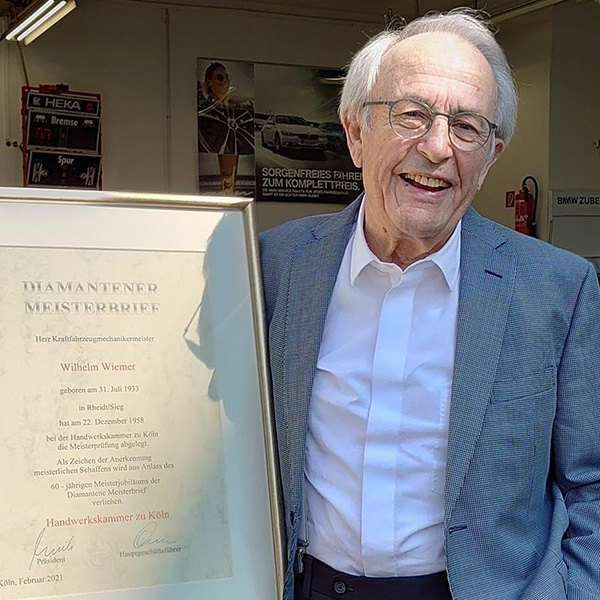 HEKA
Bremse
Spur
SORGENFREIES FAHREN
ZUM KOMPLETTPREIS.
BMW ZUBE
DIAMANTENER
MEISTERBRIEF
Herr Kraftfahrzeugmechanikermeister
Wilhelm Wiemer
geboren am 31. Juli 1933
in Rheidt/Sieg
hat am 22. Dezember 1958
bei der Handwerkskammer zu Köln
die Meisterprüfung abgelegt.
Als Zeichen der Anerkennung
meisterlichen Schaffens wird aus Anlass des
60 - jährigen Meisterjubiläums der
Diamantene Meisterbrief
verliehen.
Handwerkskammer zu Köln
Präsident
Hauptgeschäftsführer
Köln, Februar 2021